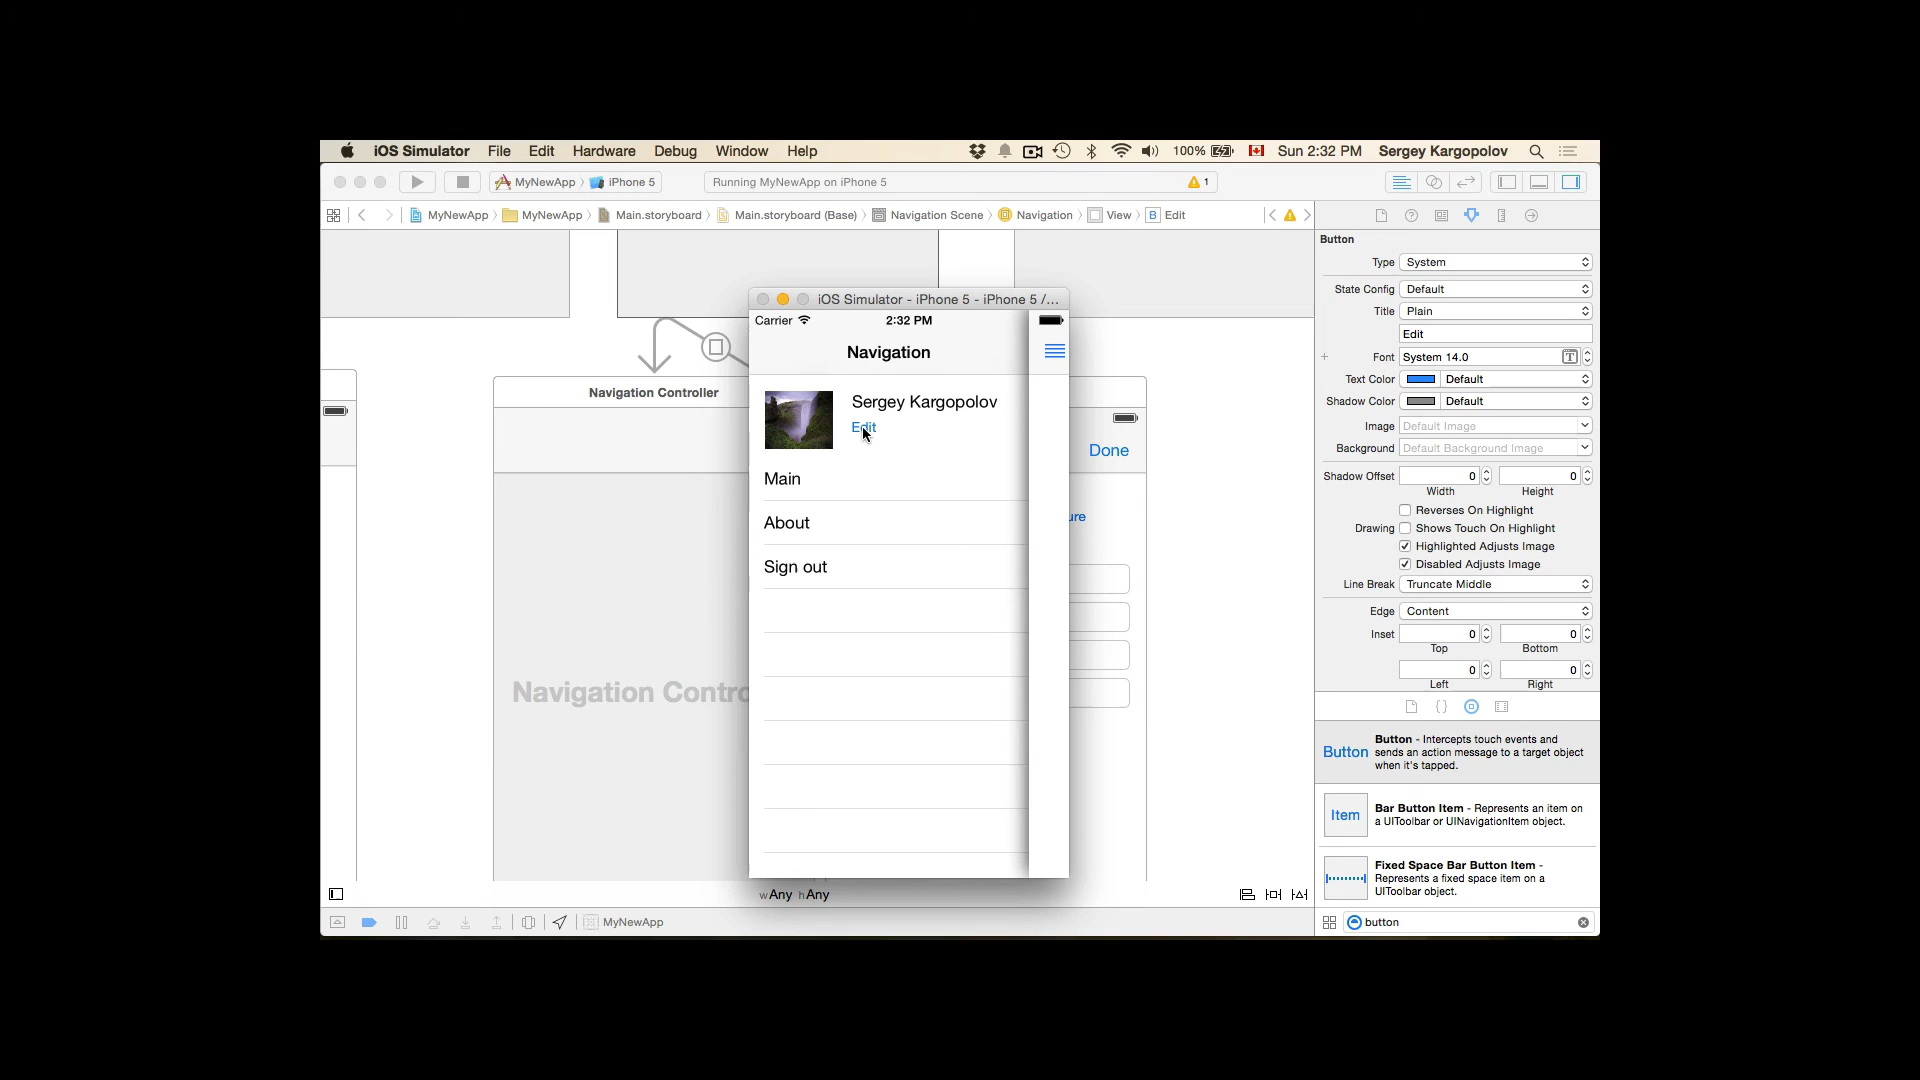 iOS Simulator File Edit Hardware Debug Window Help 100% Sun 2:32 PM Sergey Kargopolov
MyNewApp iPhone 5 Running MyNewApp on iPhone 5 1
MyNewApp MyNewApp Main.storyboard Main.storyboard (Base) Navigation Scene Navigation View B Edit
Button
Type System
State Config Default
Title Plain
Edit
Font System 14.0 T
Text Color Default
Shadow Color Default
Image Default Image
Background Default Background Image
Shadow Offset 0 0
Width Height
Reverses On Highlight
Drawing Shows Touch On Highlight
Highlighted Adjusts Image
Disabled Adjusts Image
Line Break Truncate Middle
Edge Content
Inset 0 0
Top Bottom
0 0
Left Right
Button Button - Intercepts touch events and
sends an action message to a target object
when it's tapped.
Item Bar Button Item - Represents an item on
a UIToolbar or UINavigationItem object.
Fixed Space Bar Button Item -
Represents a fixed space item on a
UIToolbar object.
button
iOS Simulator - iPhone 5 - iPhone 5 /...
Carrier 2:32 PM
Navigation
Sergey Kargopolov
Edit
Main
About
Sign out
Navigation Controller
Done
ure
Navigation Contro
wAny hAny
MyNewApp